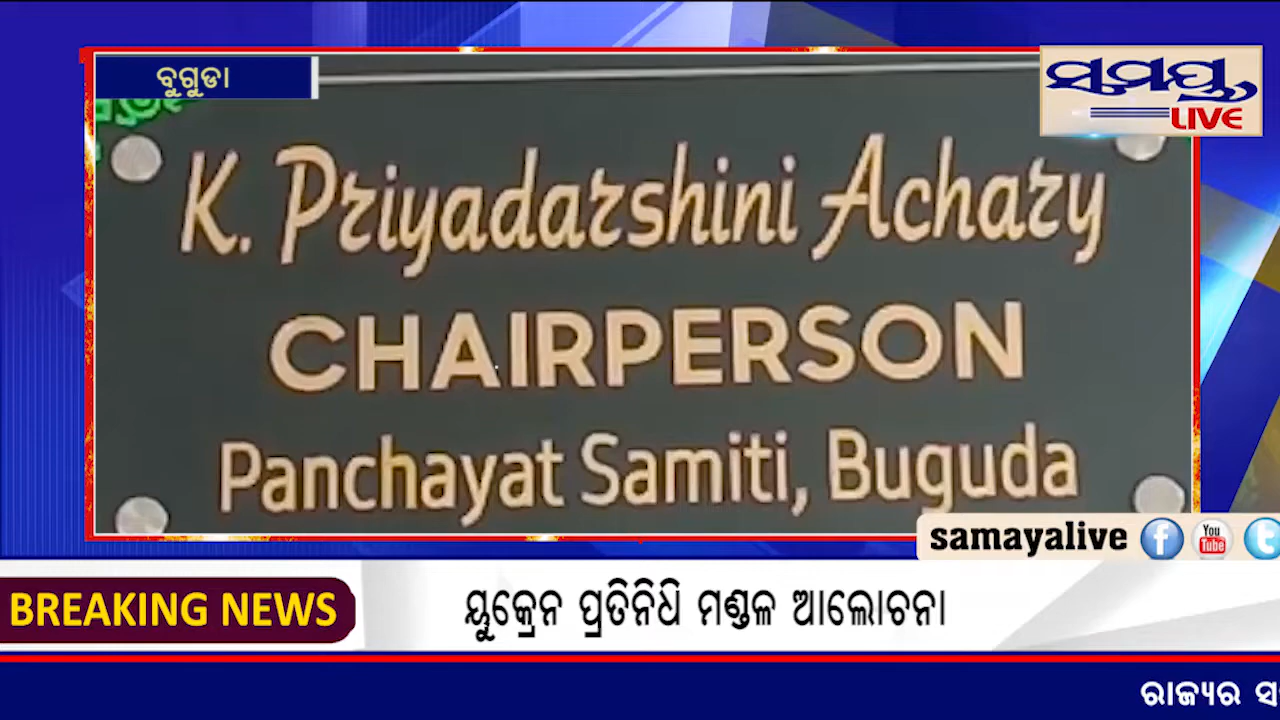 ବୁଗୁଡା
ସମୟ
LIVE
K. Priyadarshini Achary
CHAIRPERSON
Panchayat Samiti, Buguda
samayalive
You
Tube
BREAKING NEWS
ୟୁକ୍ରେନ ପ୍ରତିନିଧି ମଣ୍ଡଳ ଆଲୋଚନା
ରାଜ୍ୟର